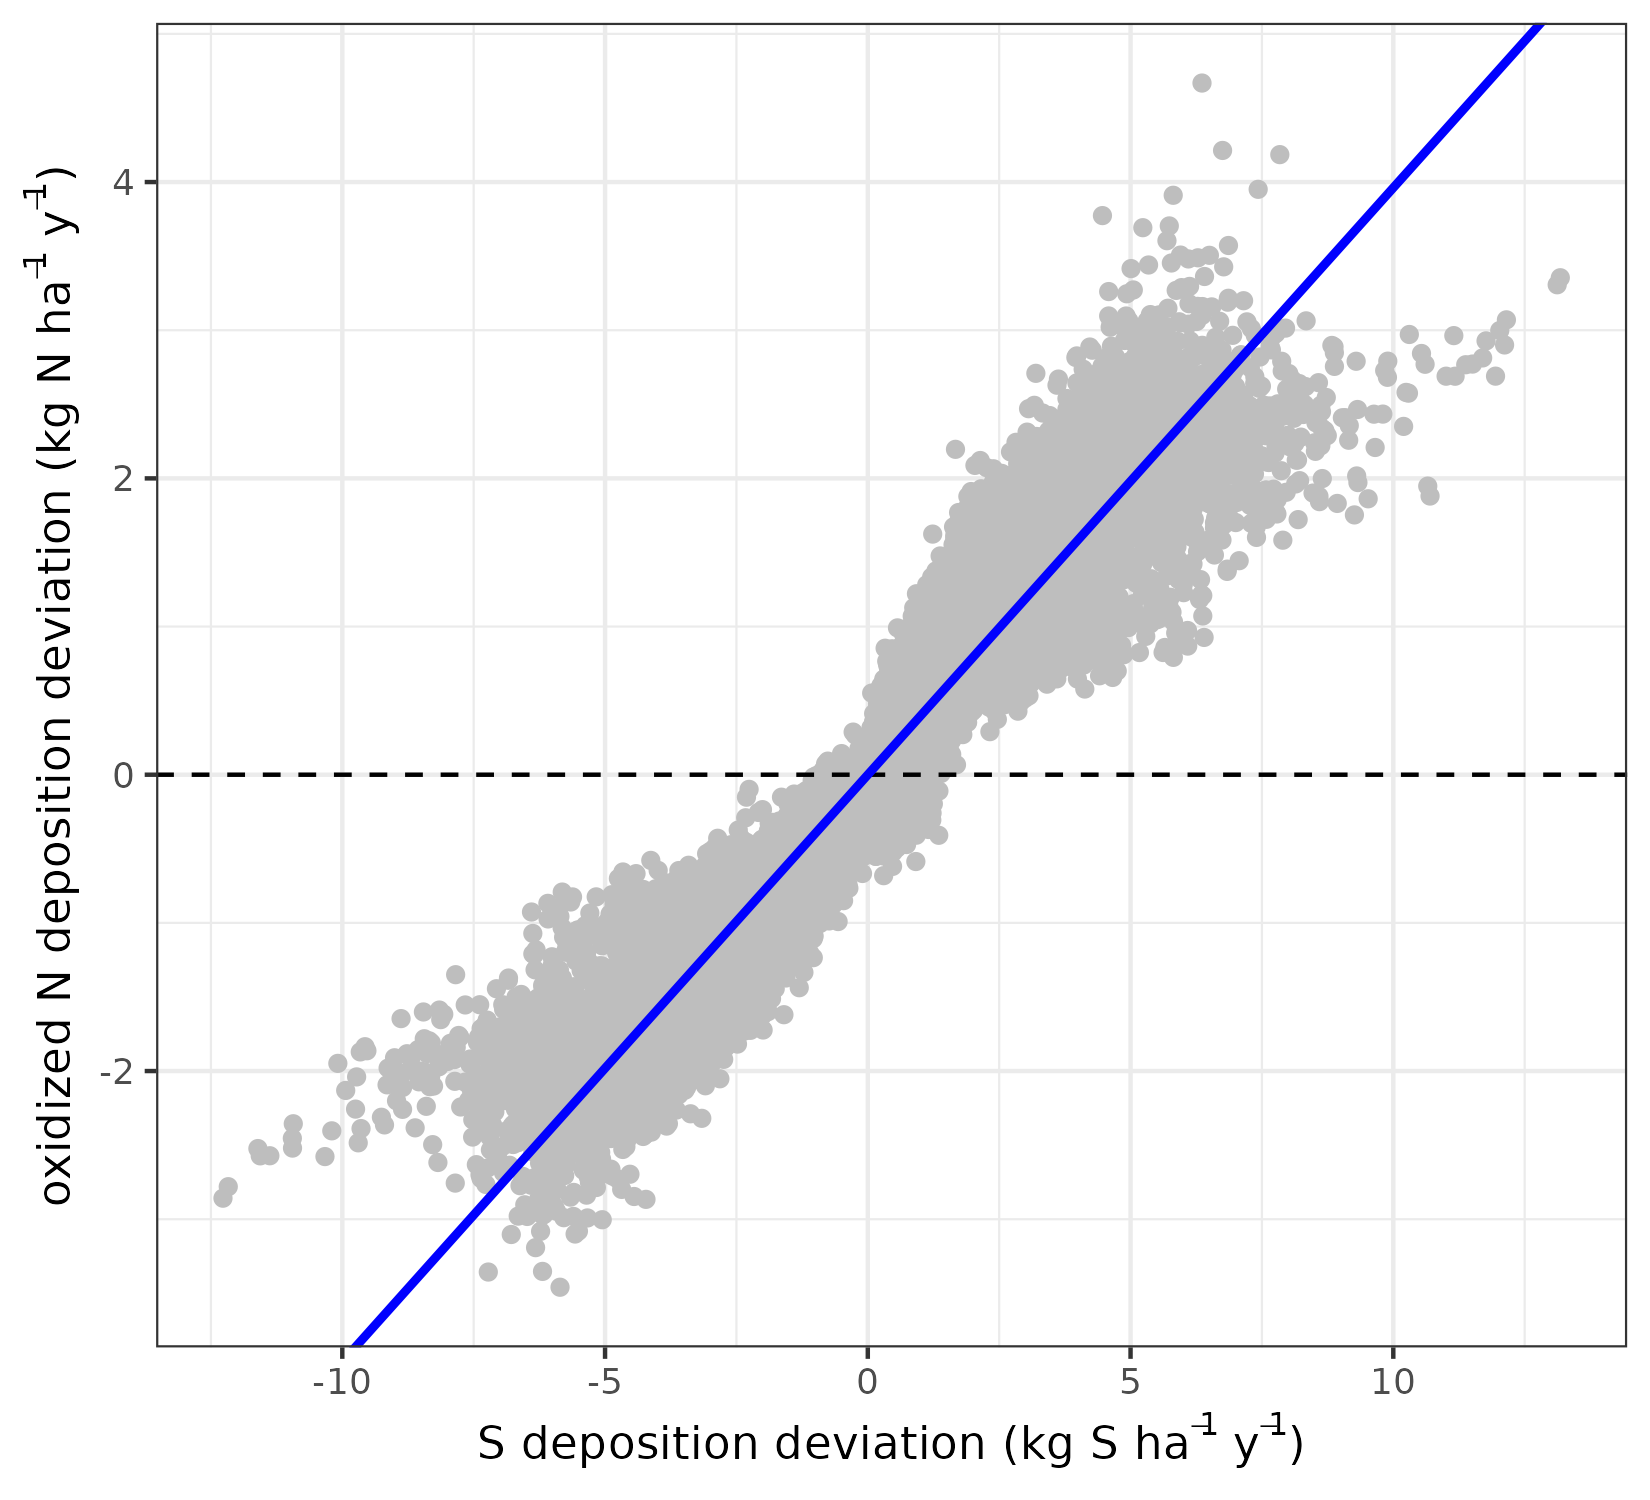 oxidized N deposition deviation (kg N ha⁻¹ y⁻¹)
4
2
0
-2
-10 -5 0 5 10
S deposition deviation (kg S ha⁻¹ y⁻¹)